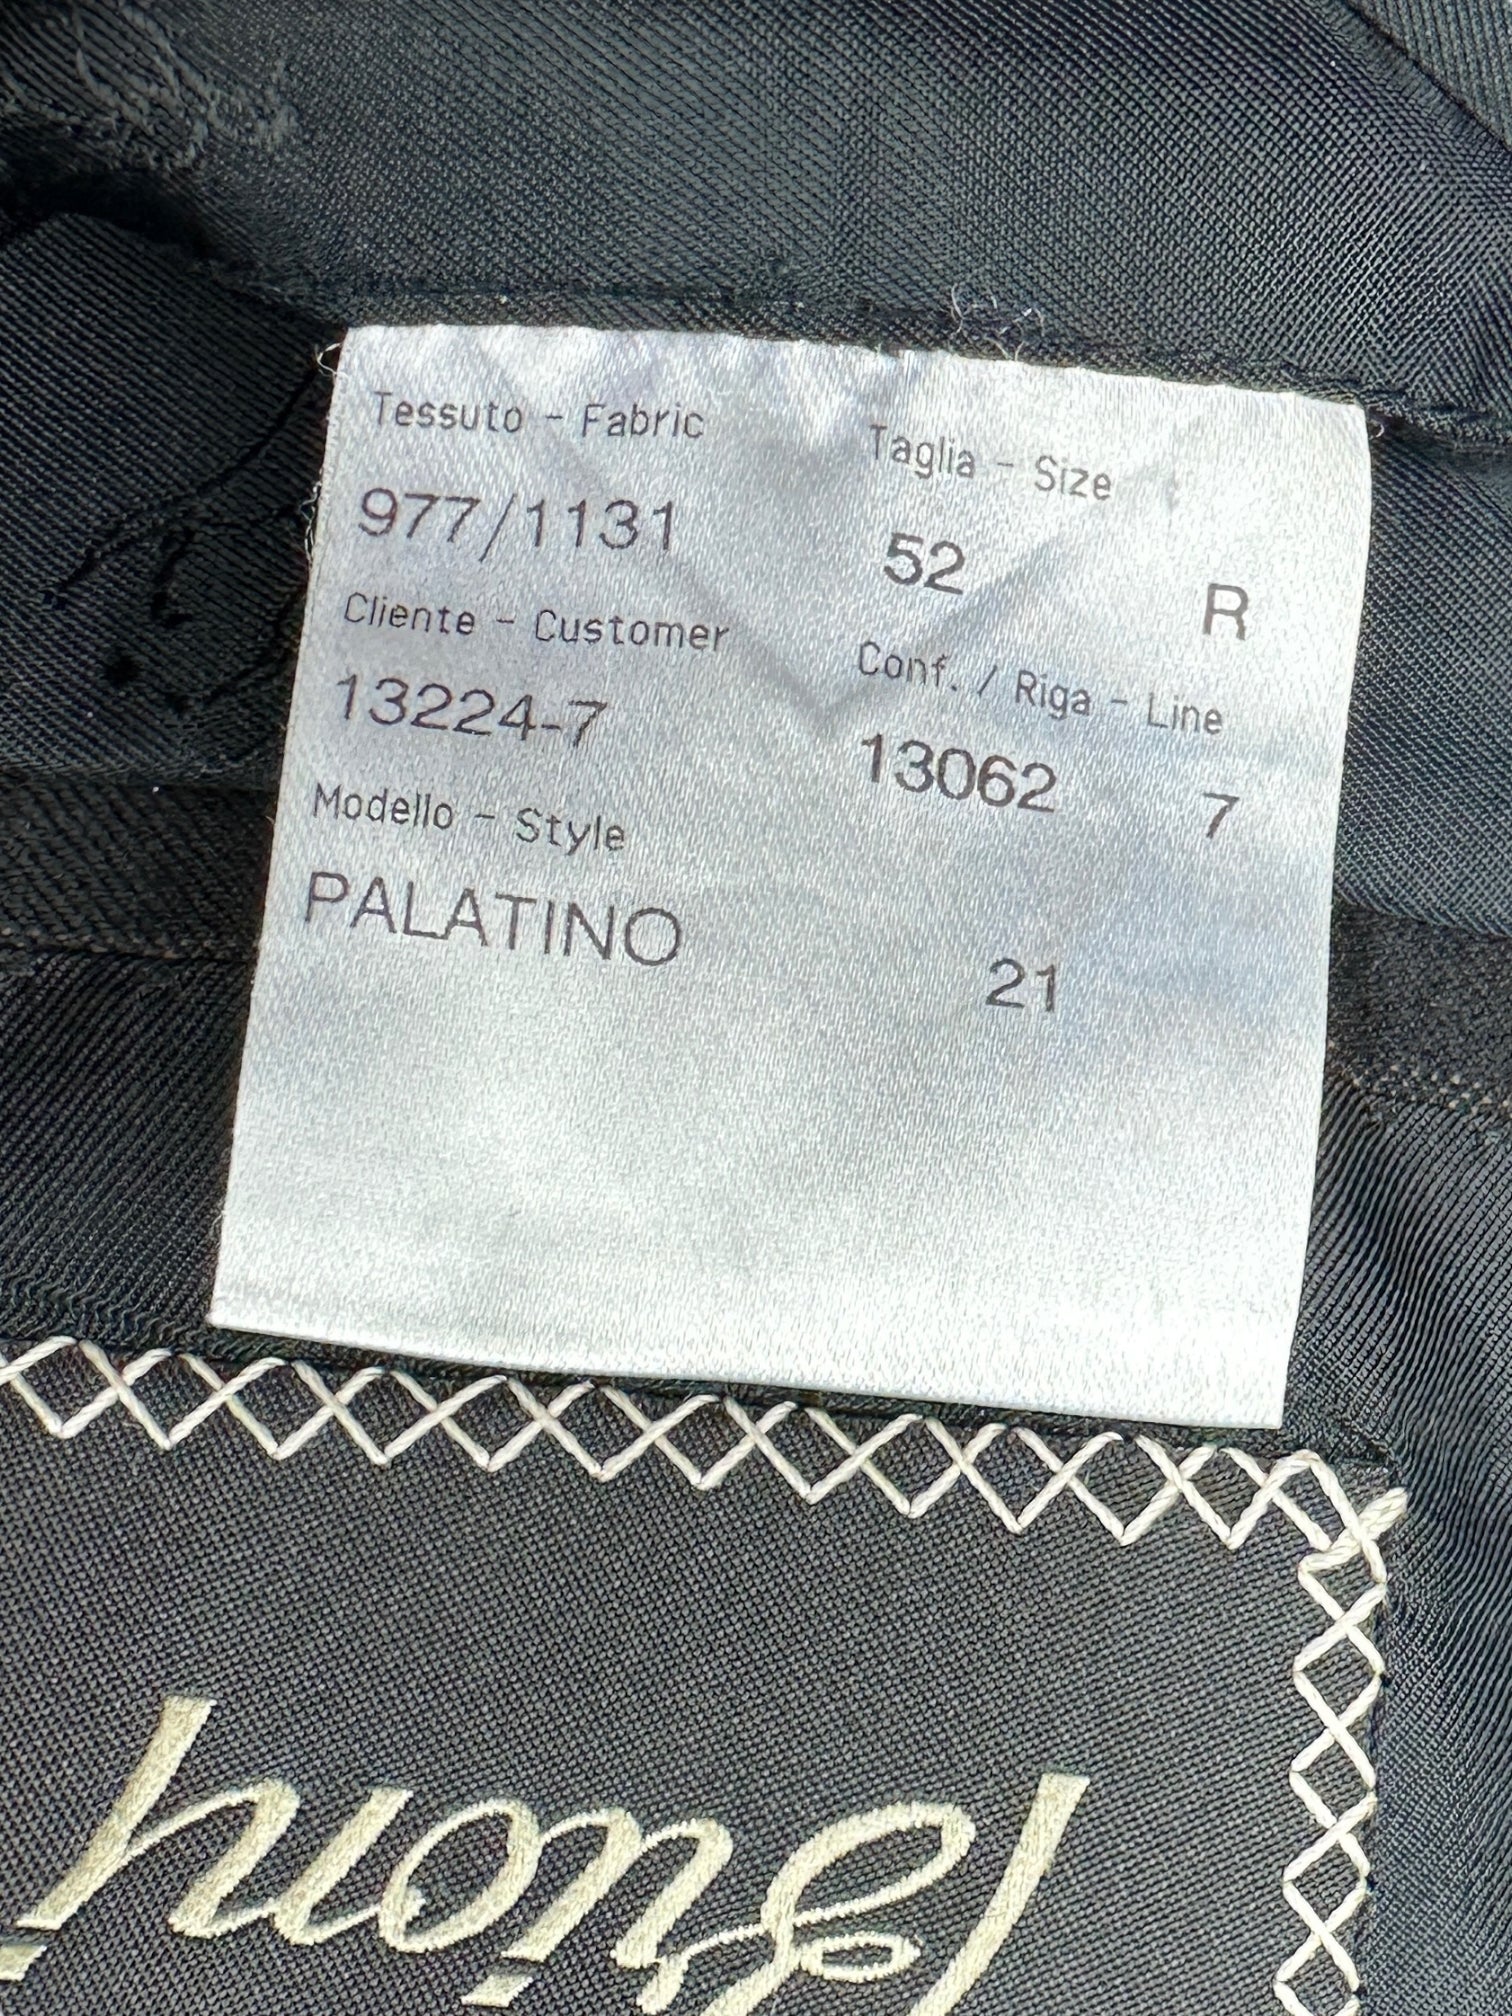 Tessuto - Fabric
977/1131
Cliente - Customer
13224-7
Modello - Style
PALATINO
Taglia - Size
52 R
Conf. / Riga - Line
13062 7
21